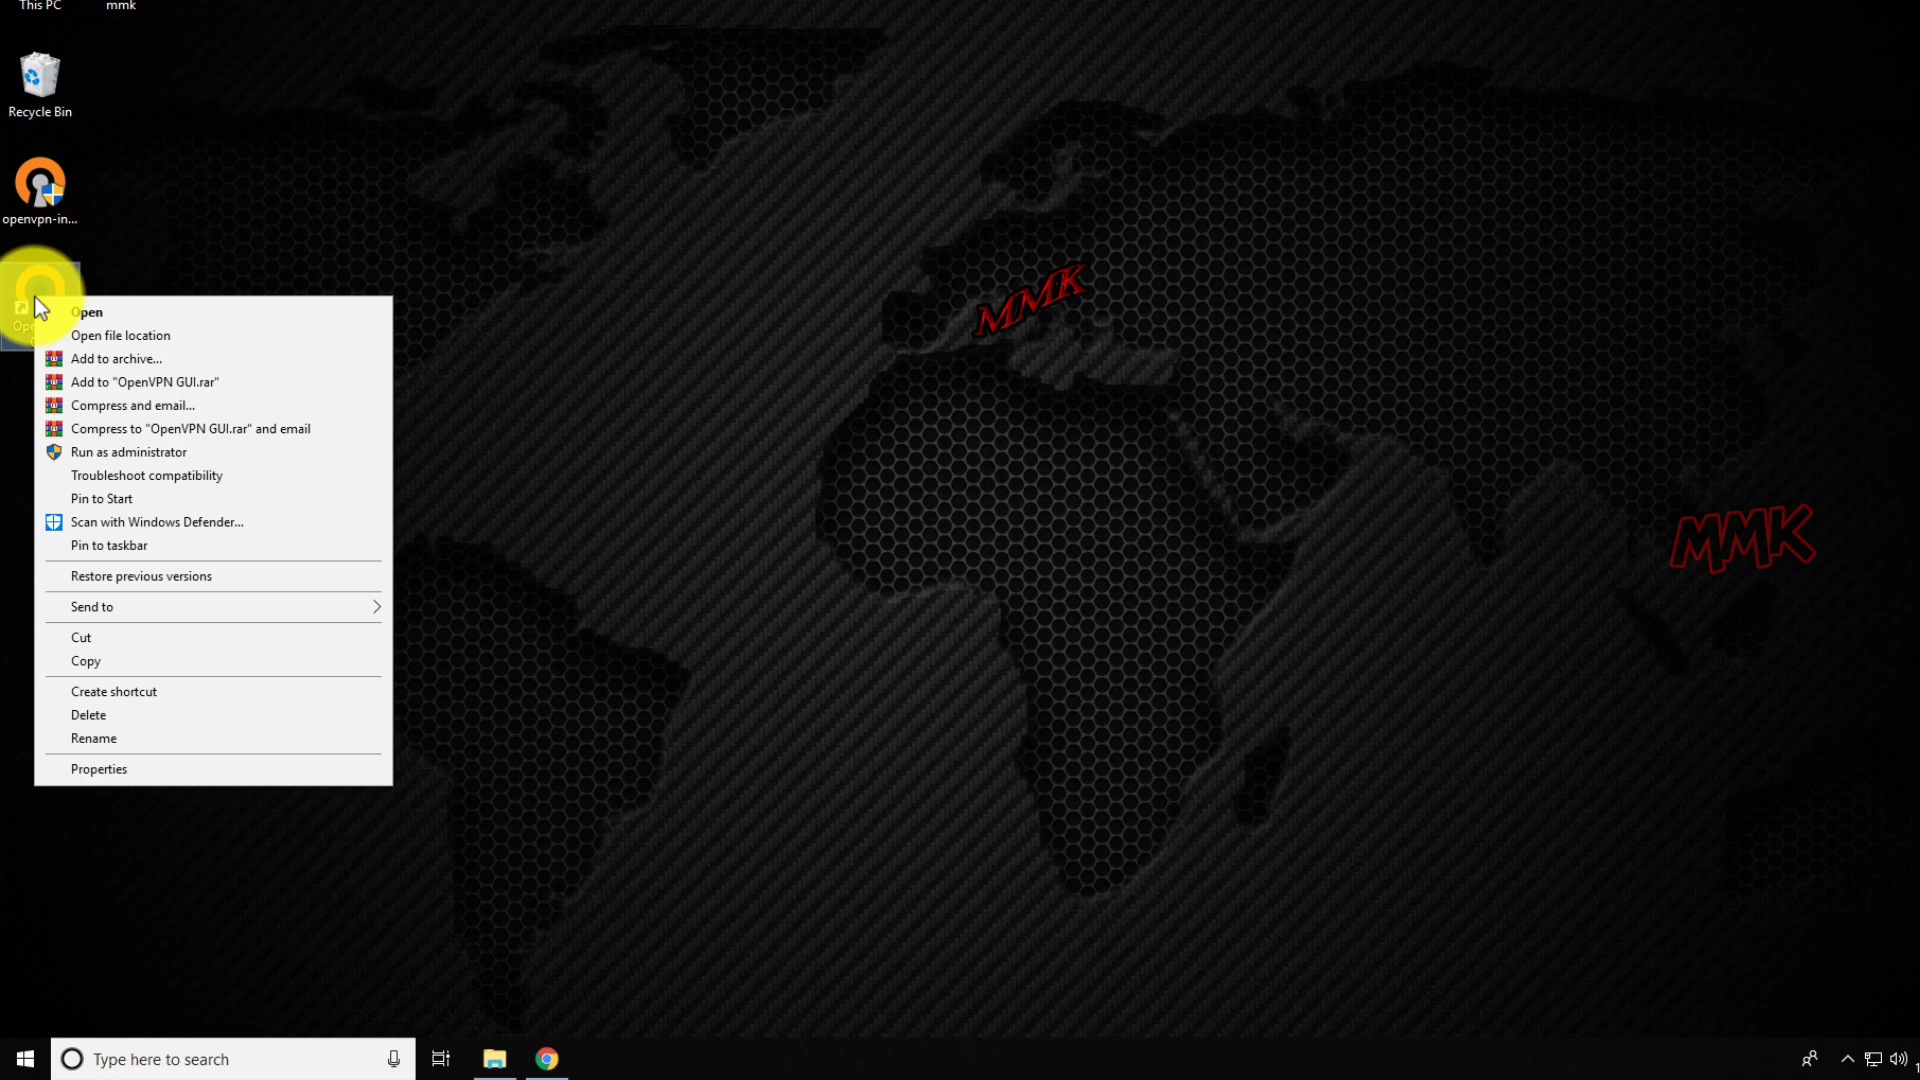 This PC
mmk
Recycle Bin
openvpn-in...
Open
Open file location
Add to archive...
Add to "OpenVPN GUI.rar"
Compress and email...
Compress to "OpenVPN GUI.rar" and email
Run as administrator
Troubleshoot compatibility
Pin to Start
Scan with Windows Defender...
Pin to taskbar
Restore previous versions
Send to
Cut
Copy
Create shortcut
Delete
Rename
Properties
MMK
MMK
Type here to search